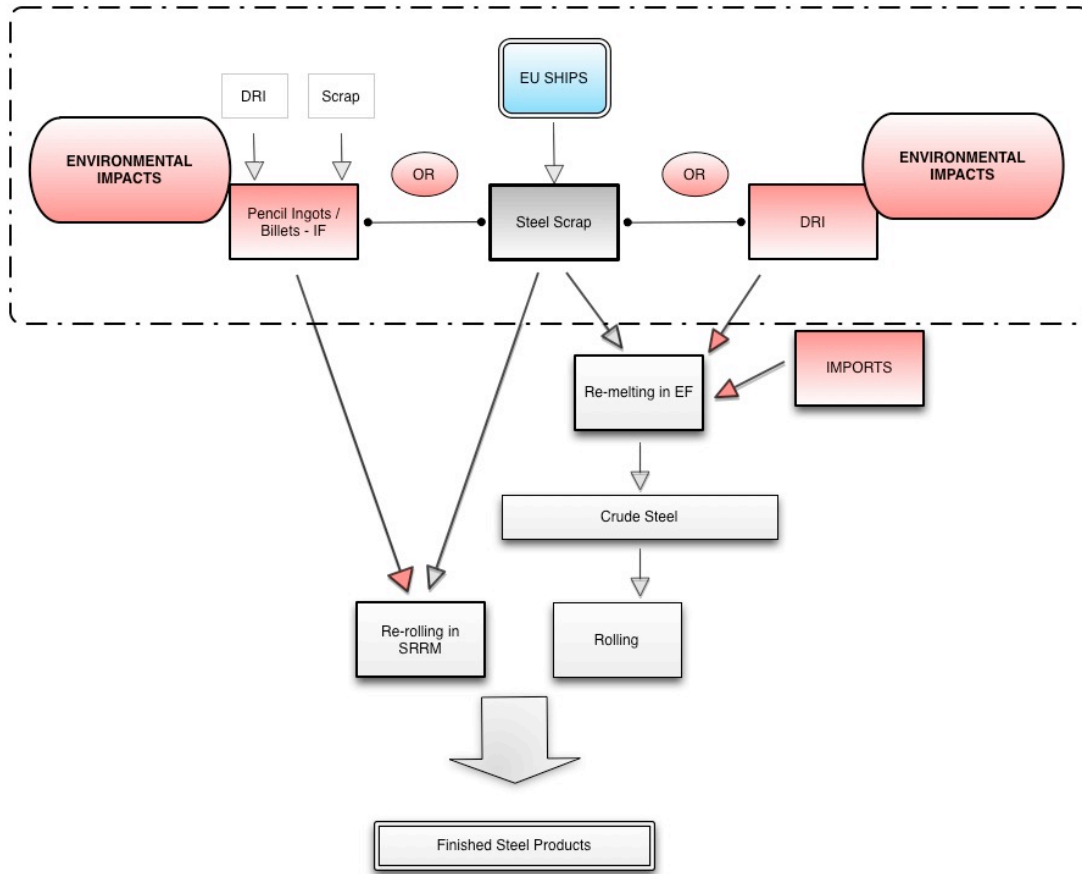 EU SHIPS
DRI
Scrap
ENVIRONMENTAL
IMPACTS
ENVIRONMENTAL
IMPACTS
OR
OR
Pencil Ingots /
Billets - IF
Steel Scrap
DRI
IMPORTS
Re-melting in EF
Crude Steel
Re-rolling in
SRRM
Rolling
Finished Steel Products